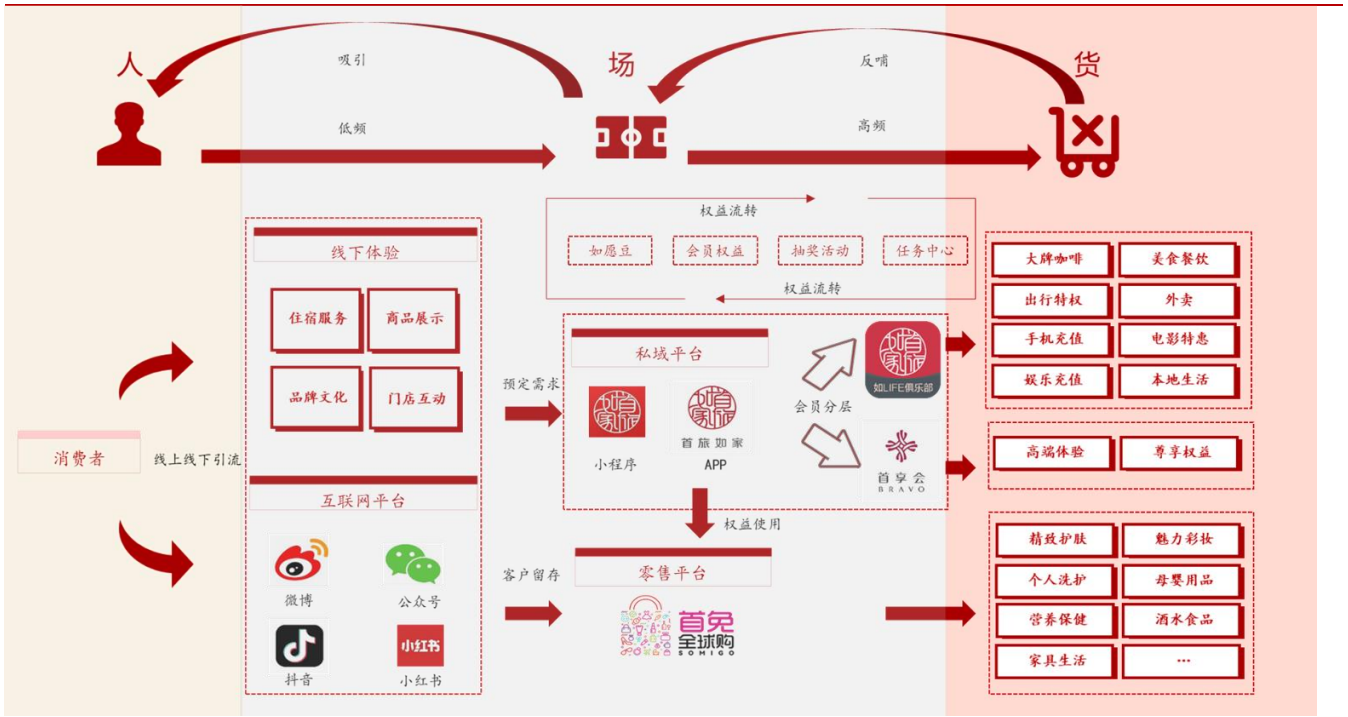 人
场
货
吸引
反哺
低频
高频
权益流转
如愿豆
会员权益
抽奖活动
任务中心
权益流转
线下体验
住宿服务
商品展示
品牌文化
门店互动
消费者
线上线下引流
互联网平台
微博
公众号
小红书
抖音
小红书
预定需求
客户留存
私域平台
小程序
首旅如家
APP
会员分层
如LIFE俱乐部
首享会
BRAVO
权益使用
零售平台
首免
全球购
SOMIGO
大牌咖啡
美食餐饮
出行特权
外卖
手机充值
电影特惠
娱乐充值
本地生活
高端体验
尊享权益
精致护肤
魅力彩妆
个人洗护
母婴用品
营养保健
酒水食品
家具生活
…